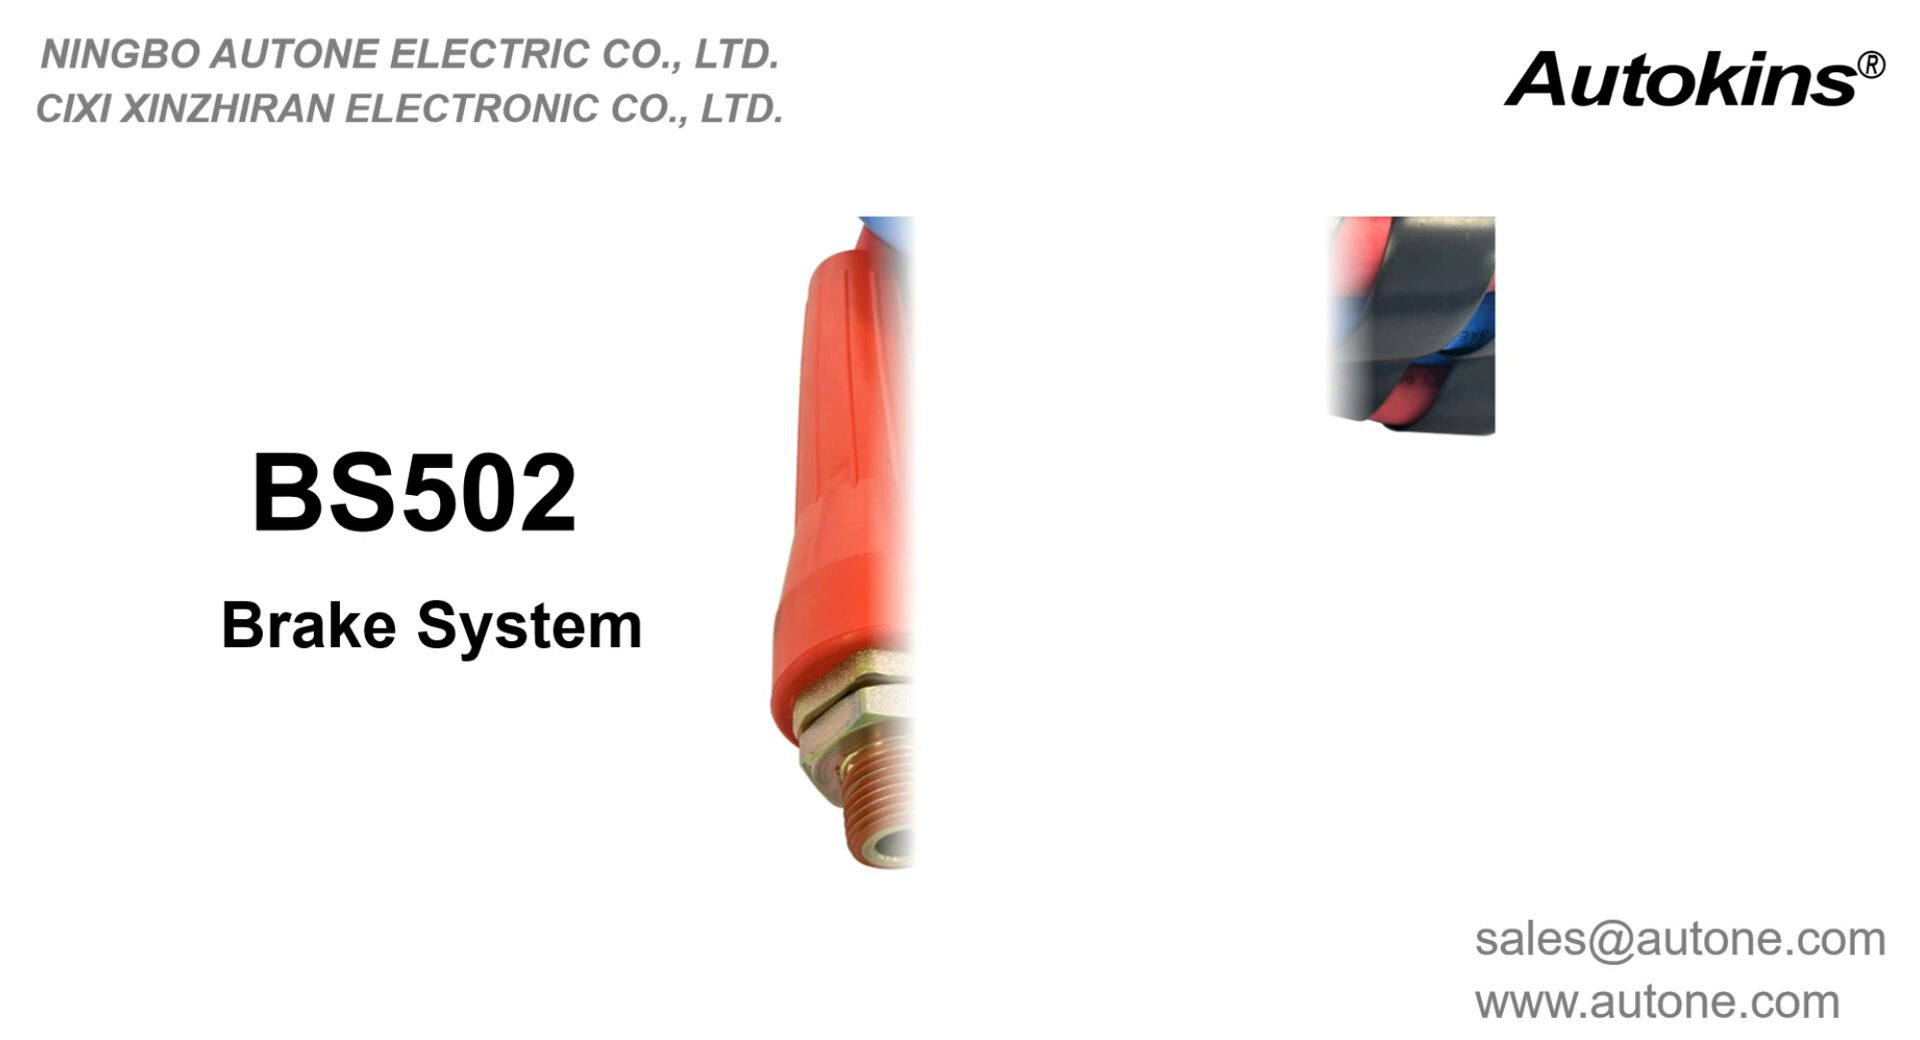 NINGBO AUTONE ELECTRIC CO., LTD.
CIXI XINZHIRAN ELECTRONIC CO., LTD.
Autokins®
BS502
Brake System
sales@autone.com
www.autone.com